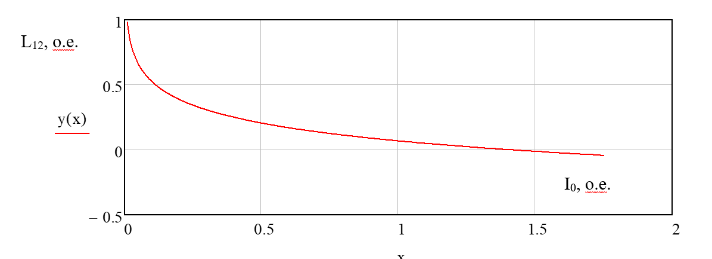 1
L12, o.e.
0.5
y(x)
0
I0, o.e.
– 0.5
0 0.5 1 1.5 2
x